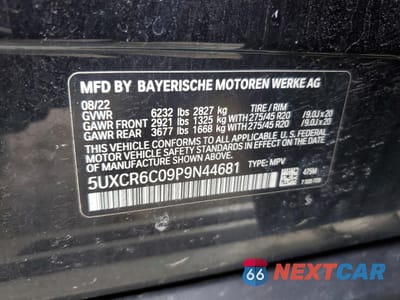 MFD BY BAYERISCHE MOTOREN WERKE AG
08/22 TIRE / RIM
GVWR 6232 lbs 2827 kg
GAWR FRONT 2921 lbs 1325 kg WITH 275/45 R20 /9.0J x 20
GAWR REAR 3677 lbs 1668 kg WITH 275/45 R20 /9.0J x 20
THIS VEHICLE CONFORMS TO ALL APPLICABLE U.S. FEDERAL
MOTOR VEHICLE SAFETY STANDARDS IN EFFECT ON THE DATE
OF MANUFACTURE SHOWN ABOVE.
5UXCR6C09P9N44681 TYPE: MPV
475M
66 NEXTCAR